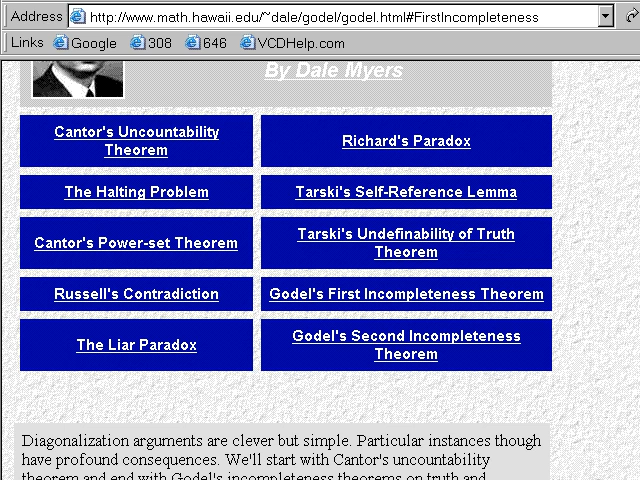 Address http://www.math.hawaii.edu/~dale/godel/godel.html#FirstIncompleteness
Links Google 308 646 VCDHelp.com
By Dale Myers
Cantor's Uncountability
Theorem
Richard's Paradox
The Halting Problem
Tarski's Self-Reference Lemma
Cantor's Power-set Theorem
Tarski's Undefinability of Truth
Theorem
Russell's Contradiction
Godel's First Incompleteness Theorem
The Liar Paradox
Godel's Second Incompleteness
Theorem
Diagonalization arguments are clever but simple. Particular instances though
have profound consequences. We'll start with Cantor's uncountability
theorem and end with Godel's incompleteness theorems on truth and